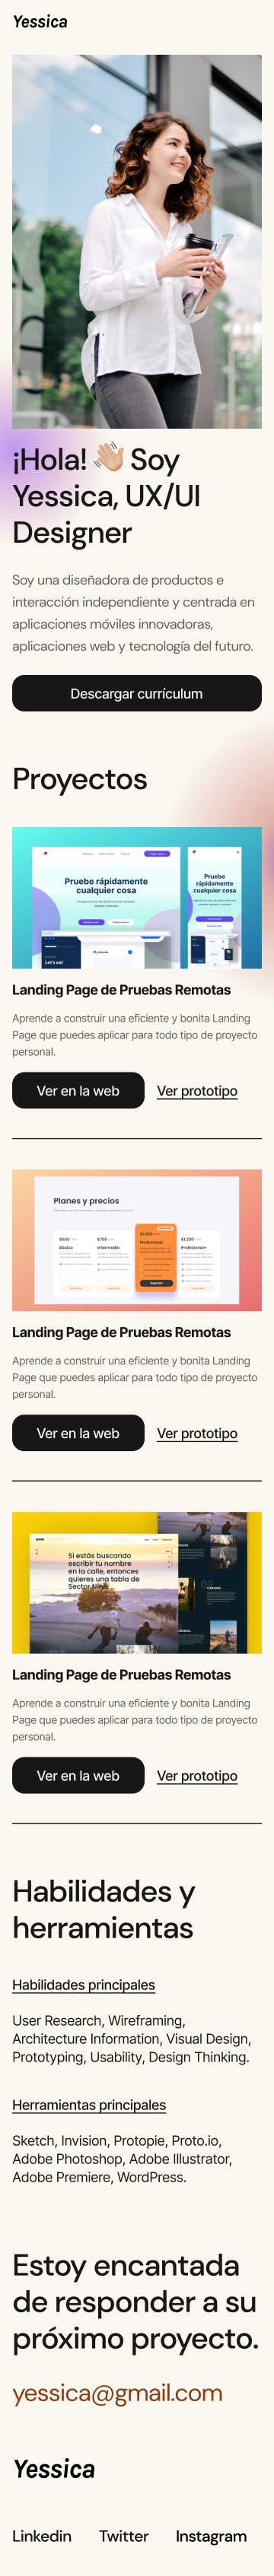 Yessica
¡Hola! 👋🏼 Soy
Yessica, UX/UI
Designer
Soy una diseñadora de productos e
interacción independiente y centrada en
aplicaciones móviles innovadoras,
aplicaciones web y tecnología del futuro.
Descargar currículum
Proyectos
Pruebe rápidamente
cualquier cosa
Pruebe
rápidamente
cualquier cosa
Let's eat
Landing Page de Pruebas Remotas
Aprende a construir una eficiente y bonita Landing
Page que puedes aplicar para todo tipo de proyecto
personal.
Ver en la web
Ver prototipo
Planes y precios
Básico
Intermedio
Profesional
Profesional+
Landing Page de Pruebas Remotas
Aprende a construir una eficiente y bonita Landing
Page que puedes aplicar para todo tipo de proyecto
personal.
Ver en la web
Ver prototipo
Si estás buscando
escribir tu nombre
en la calle, entonces
quieres una tabla de
Sector Nine
Landing Page de Pruebas Remotas
Aprende a construir una eficiente y bonita Landing
Page que puedes aplicar para todo tipo de proyecto
personal.
Ver en la web
Ver prototipo
Habilidades y
herramientas
Habilidades principales
User Research, Wireframing,
Architecture Information, Visual Design,
Prototyping, Usability, Design Thinking.
Herramientas principales
Sketch, Invision, Protopie, Proto.io,
Adobe Photoshop, Adobe Illustrator,
Adobe Premiere, WordPress.
Estoy encantada
de responder a su
próximo proyecto.
yessica@gmail.com
Yessica
Linkedin
Twitter
Instagram